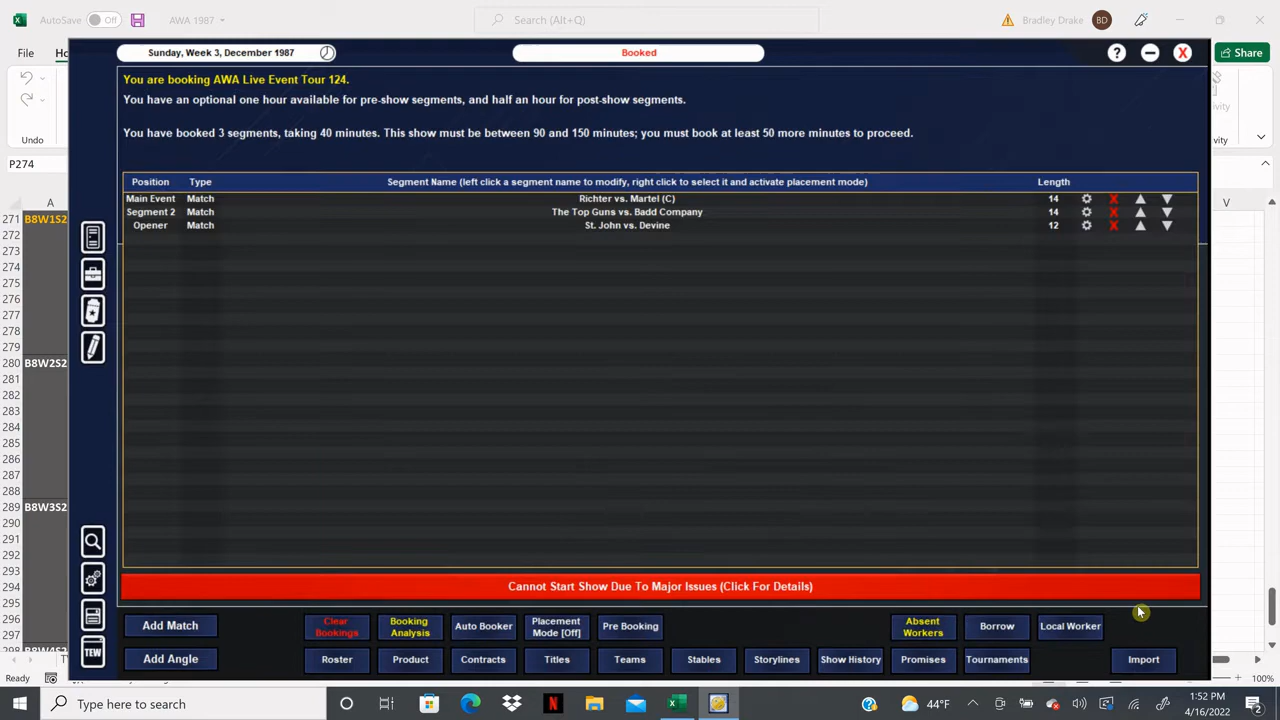 AutoSave Off AWA 1987 Search (Alt+Q) Bradley Drake BD
File Ho Share
Sunday, Week 3, December 1987 Booked ?
You are booking AWA Live Event Tour 124.
You have an optional one hour available for pre-show segments, and half an hour for post-show segments.
You have booked 3 segments, taking 40 minutes. This show must be between 90 and 150 minutes; you must book at least 50 more minutes to proceed.
Undo
tivity
ity
P274
Position Type Segment Name (left click a segment name to modify, right click to select it and activate placement mode) Length
Main Event Match Richter vs. Martel (C) 14 X
Segment 2 Match The Top Guns vs. Badd Company 14 X
Opener Match St. John vs. Devine 12 X
A V
271 B8W1S2
272
273
274
275
276
277
278
279
280 B8W2S2
281
282
283
284
285
286
287
288
289 B8W3S2
290
291
292
293
294
295
296
297
Cannot Start Show Due To Major Issues (Click For Details)
Add Match Clear Bookings Booking Analysis Auto Booker Placement Mode [Off] Pre Booking Absent Workers Borrow Local Worker
Add Angle Roster Product Contracts Titles Teams Stables Storylines Show History Promises Tournaments Import
TEW
Ready 100%
Type here to search 44°F 1:52 PM
4/16/2022 2